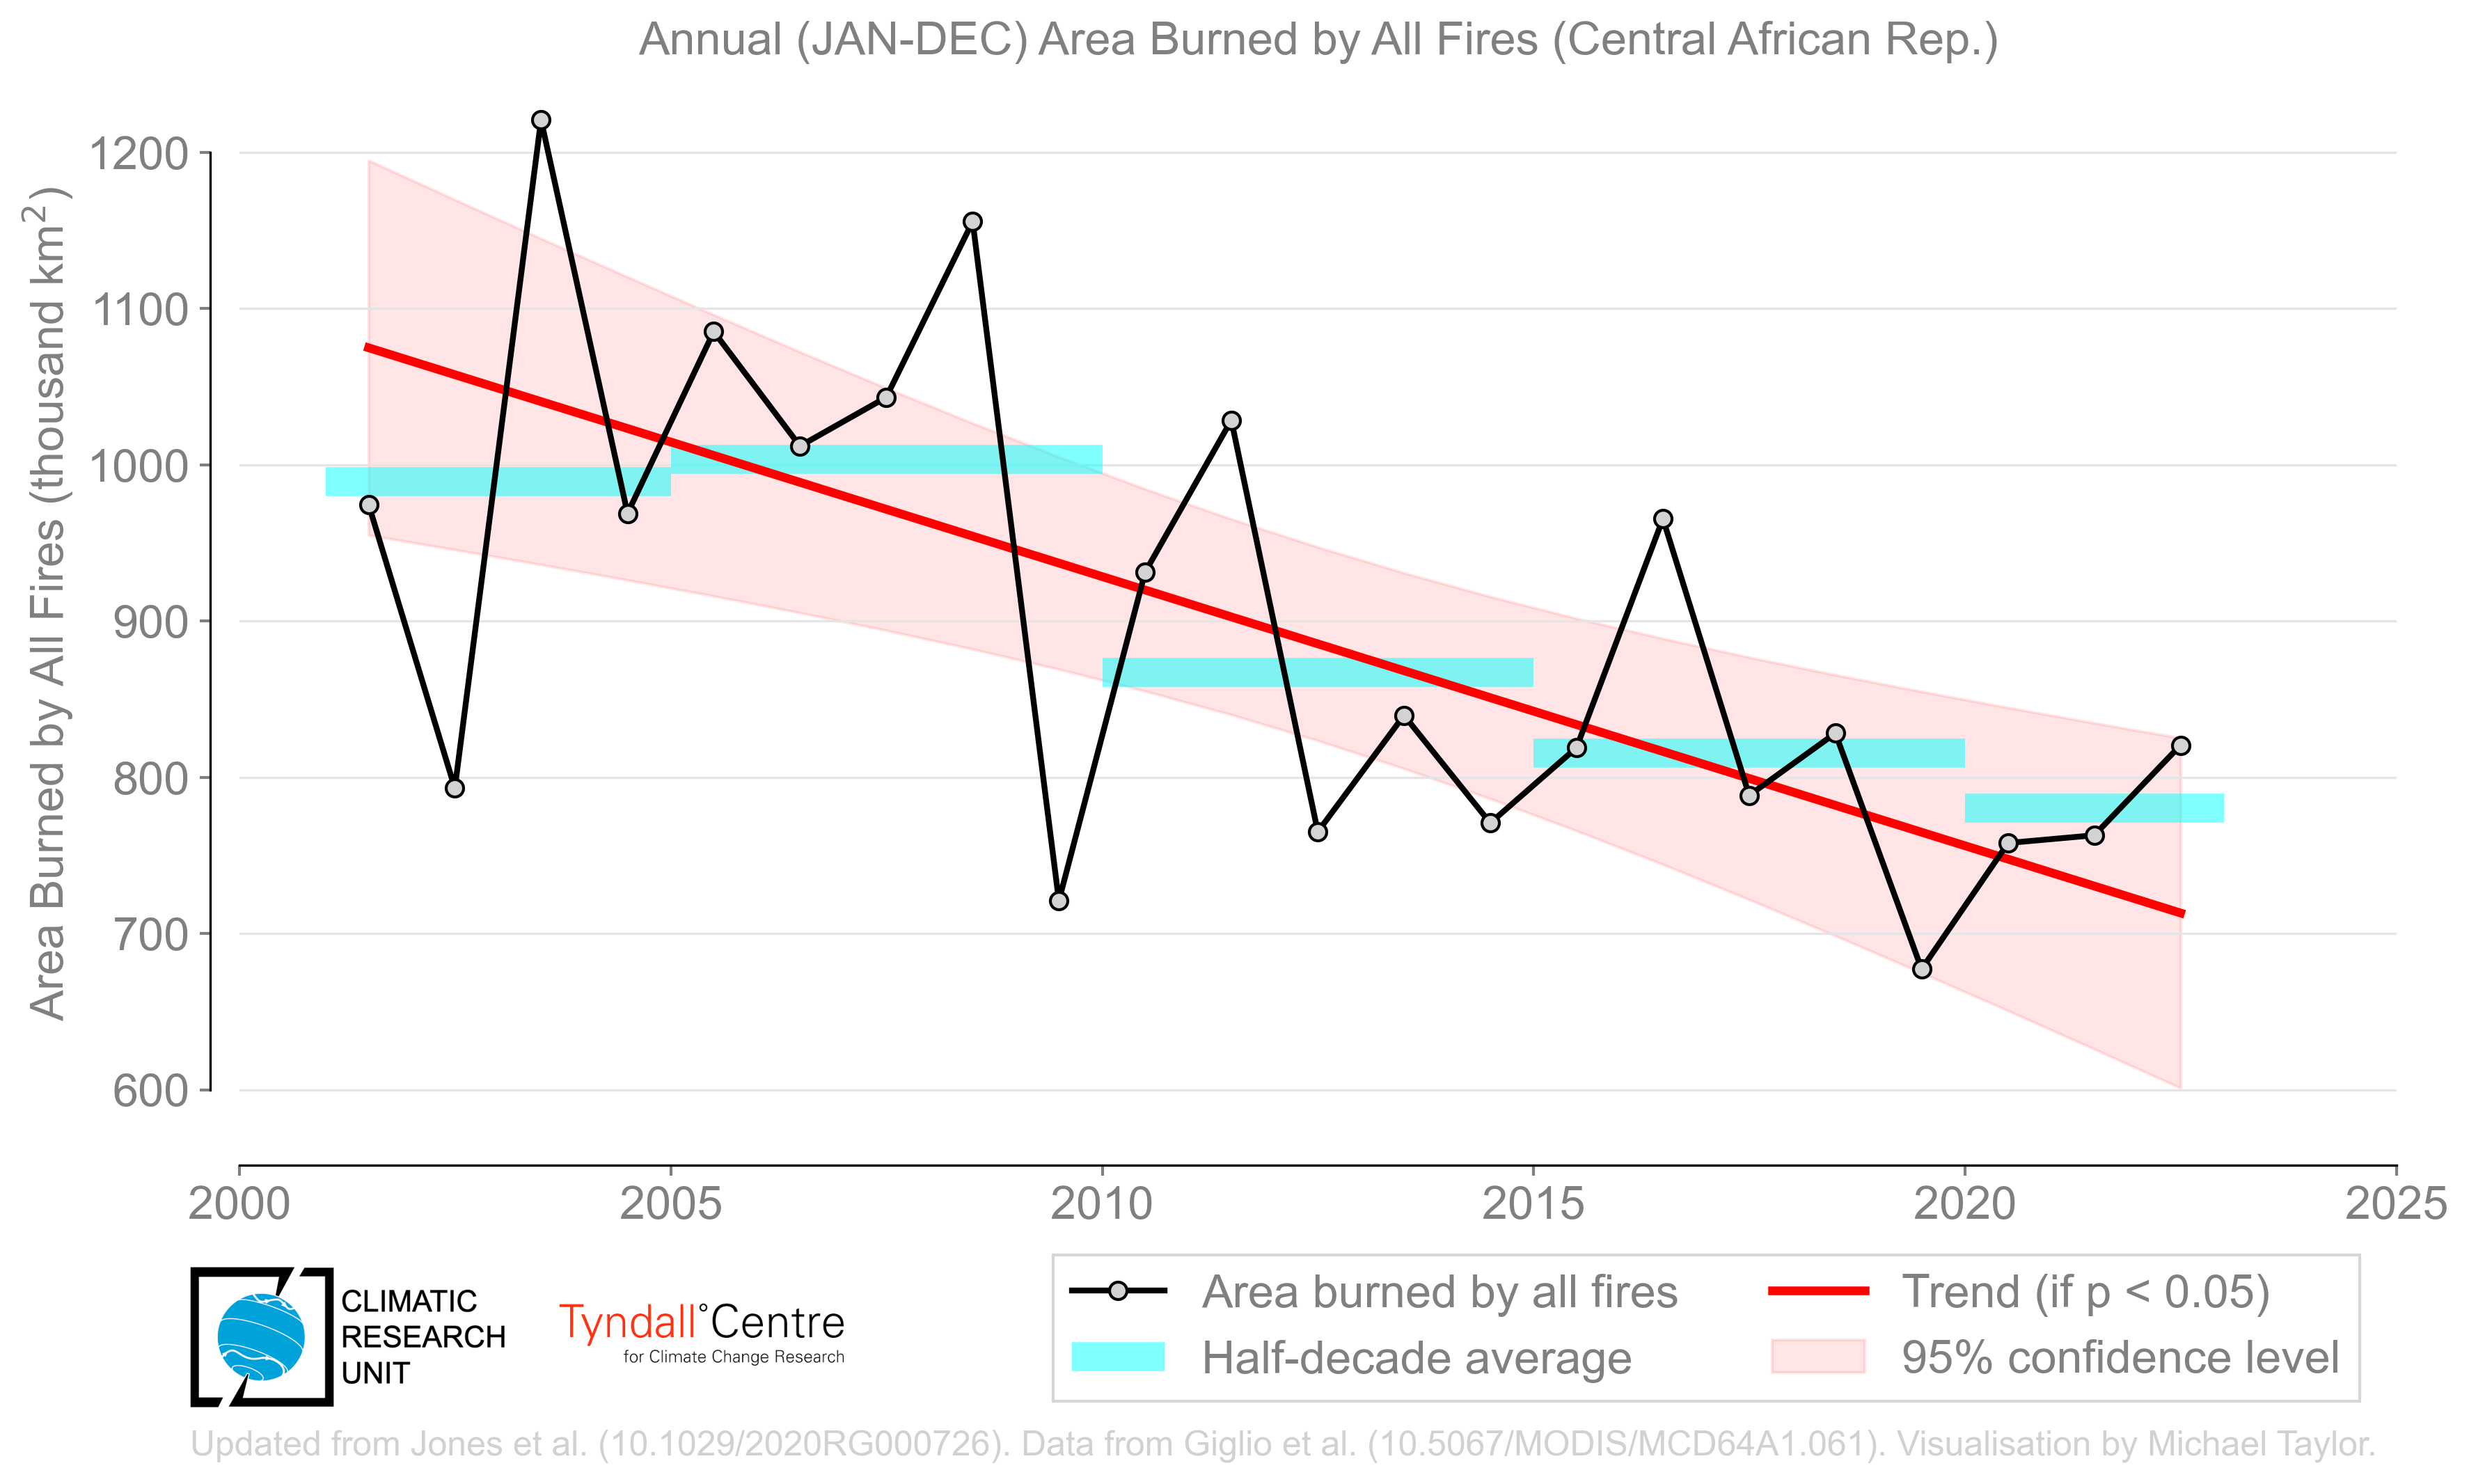 Annual (JAN-DEC) Area Burned by All Fires (Central African Rep.)
Area Burned by All Fires (thousand km²)
1200
1100
1000
900
800
700
600
2000 2005 2010 2015 2020 2025
CLIMATIC
RESEARCH
UNIT
Tyndall°Centre
for Climate Change Research
Area burned by all fires
Half-decade average
Trend (if p < 0.05)
95% confidence level
Updated from Jones et al. (10.1029/2020RG000726). Data from Giglio et al. (10.5067/MODIS/MCD64A1.061). Visualisation by Michael Taylor.